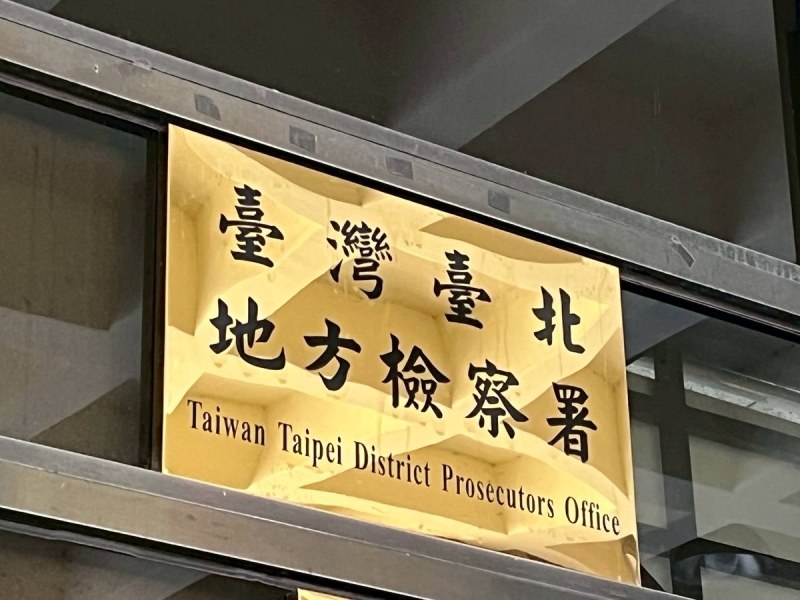 臺灣臺北
地方檢察署
Taiwan Taipei District Prosecutors Office